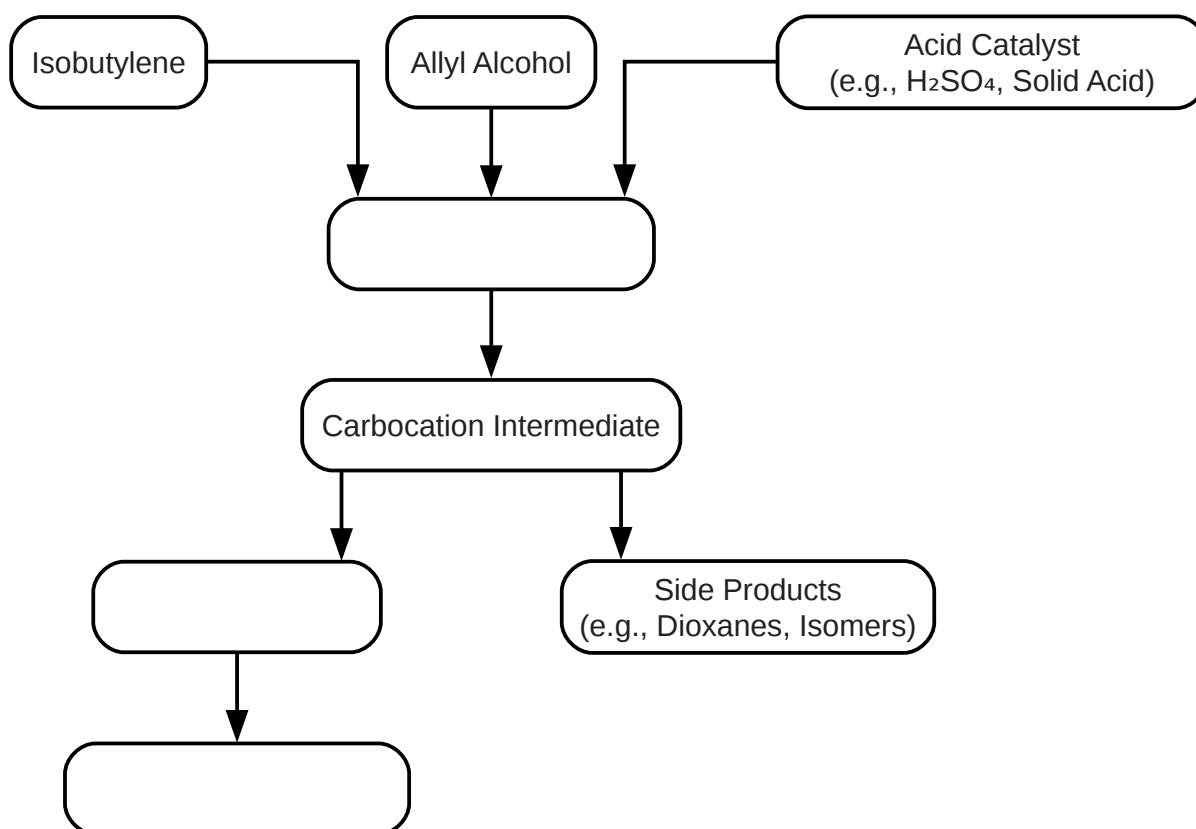 Isobutylene
Allyl Alcohol
Acid Catalyst
(e.g., H₂SO₄, Solid Acid)
Carbocation Intermediate
Side Products
(e.g., Dioxanes, Isomers)